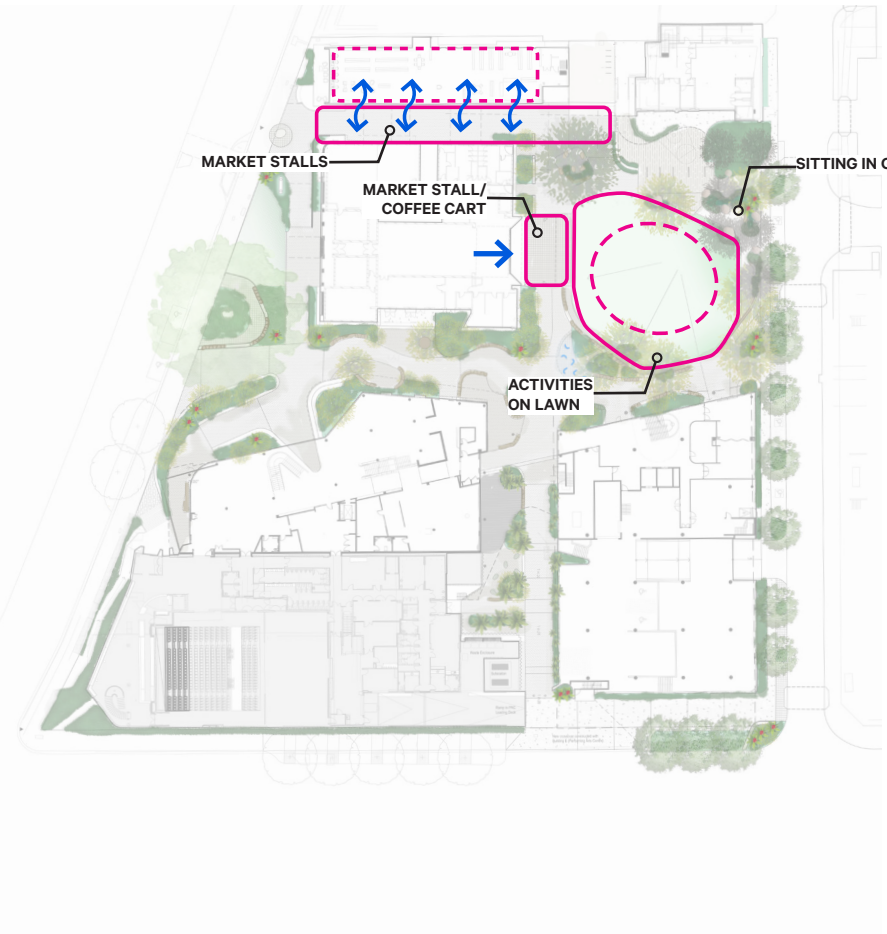 MARKET STALLS
SITTING IN
MARKET STALL/
COFFEE CART
ACTIVITIES
ON LAWN